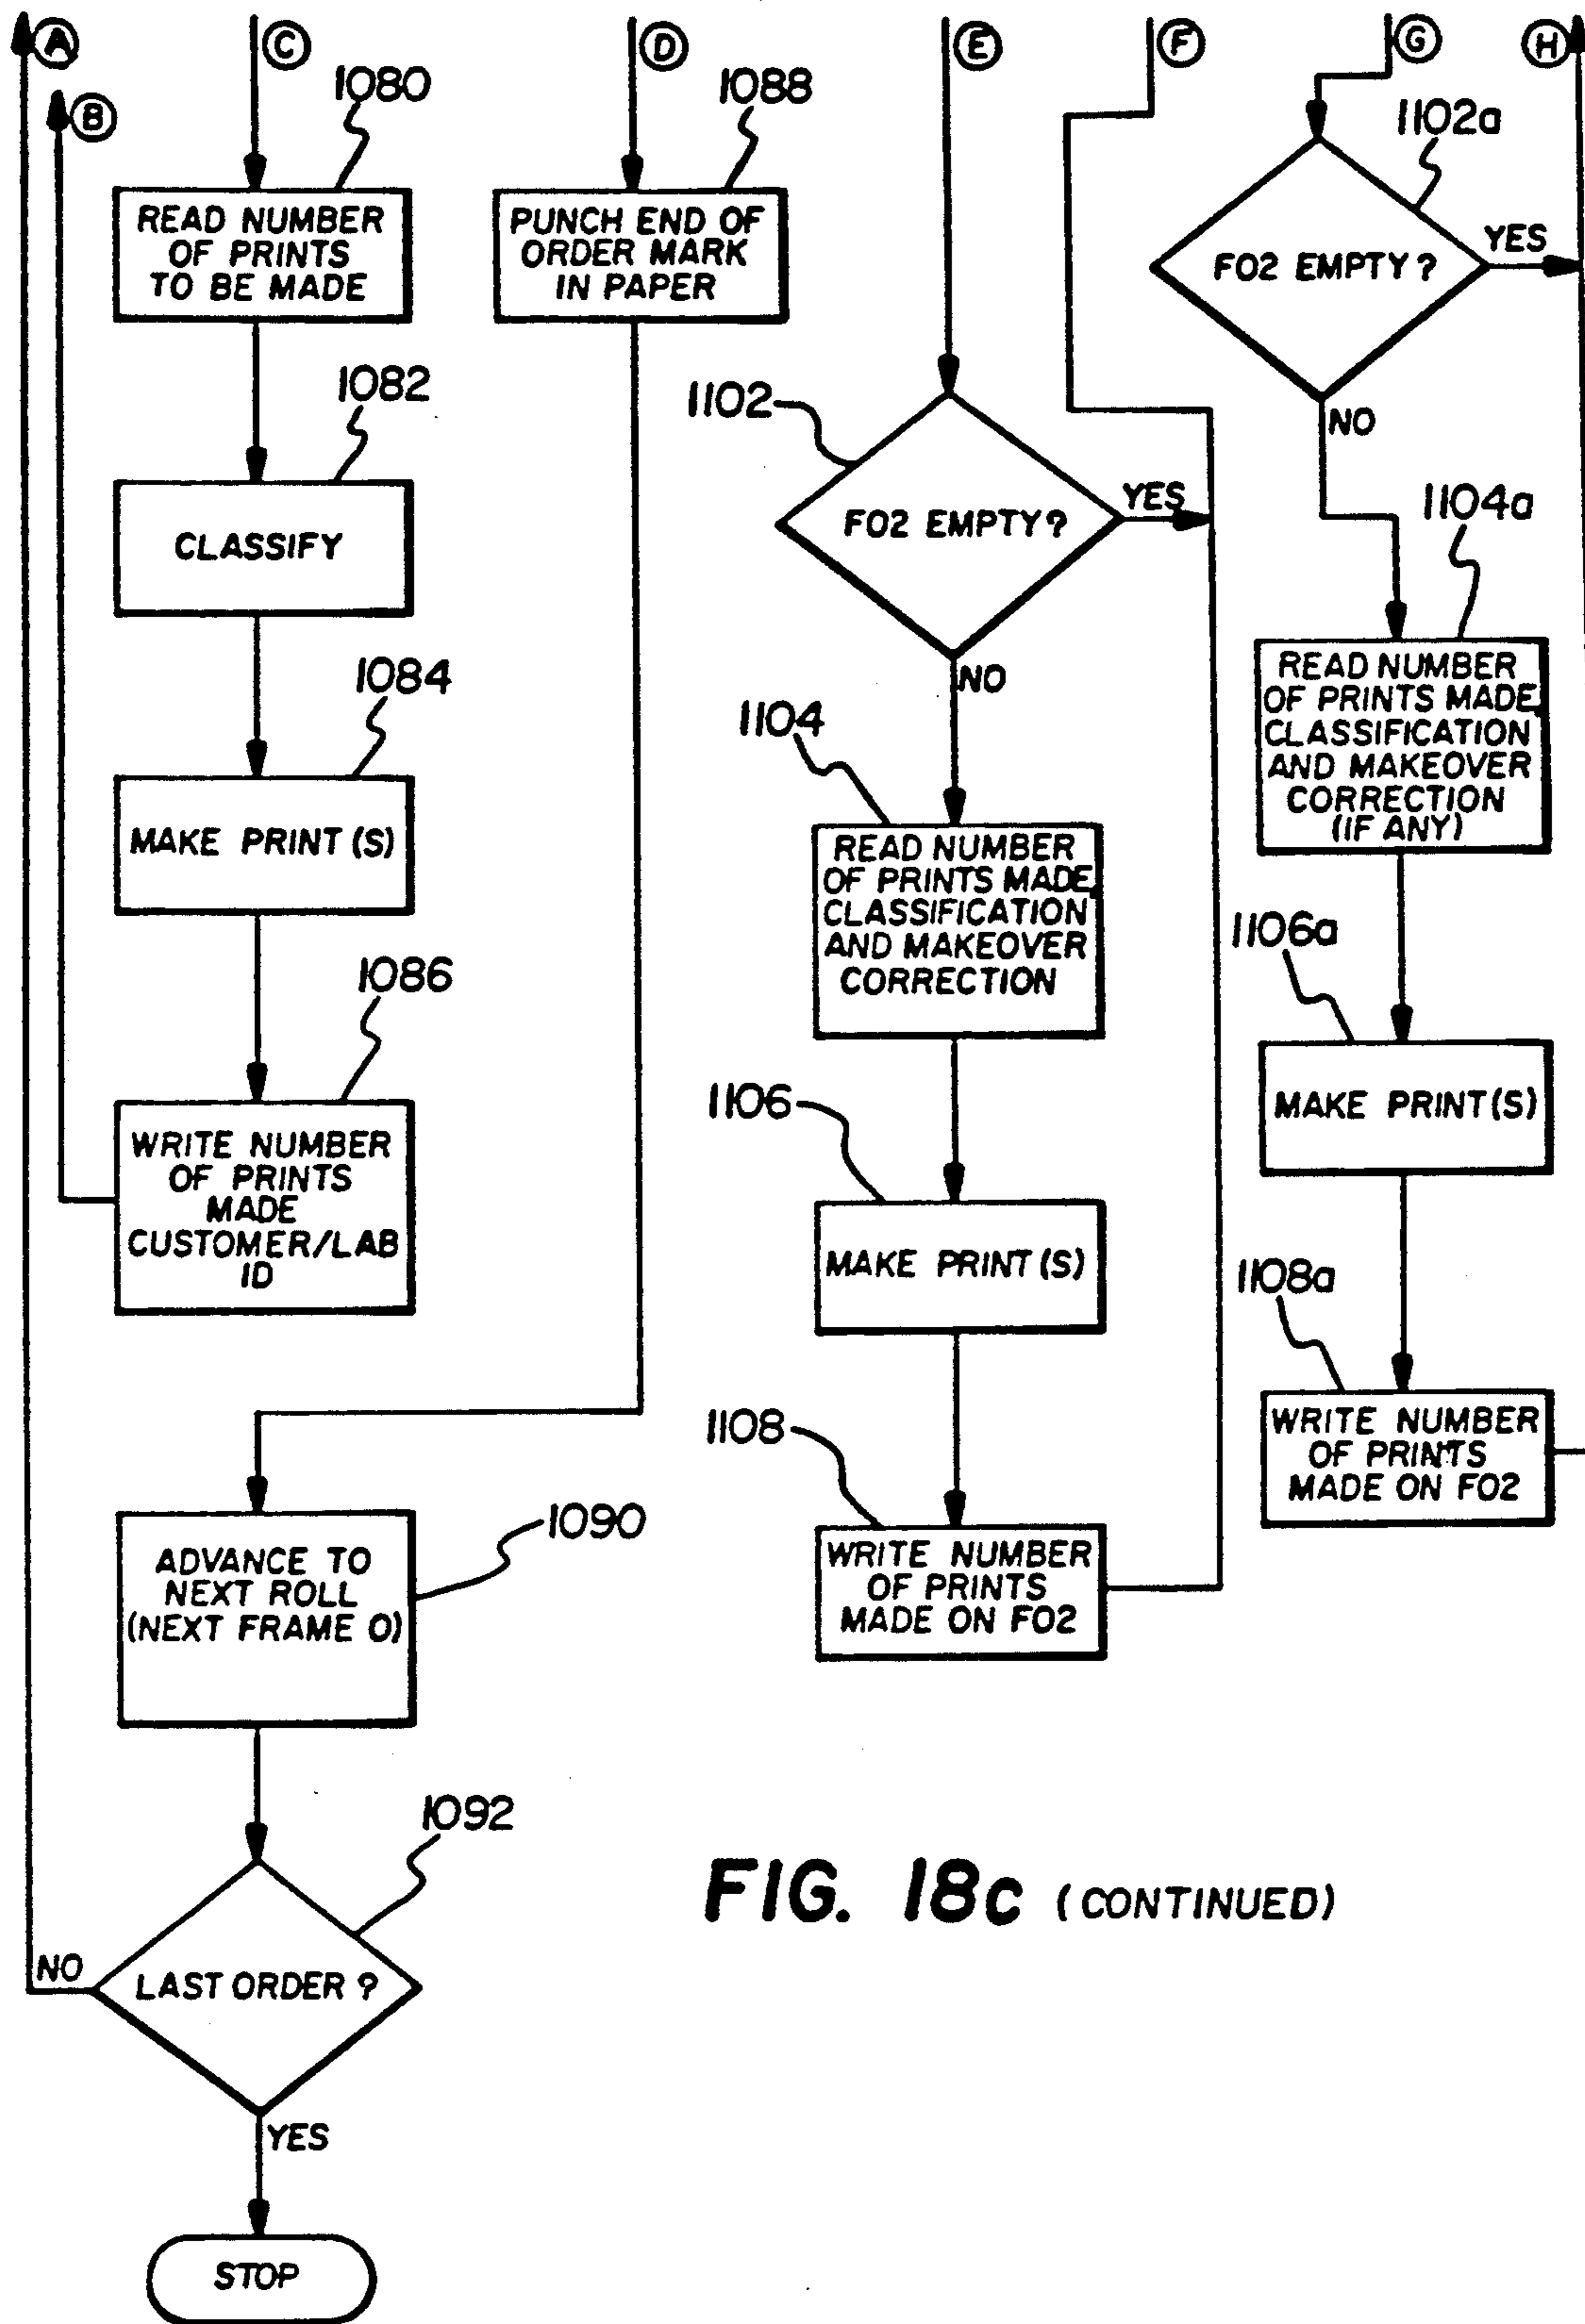 A
B
C
1080
READ NUMBER
OF PRINTS
TO BE MADE
1082
CLASSIFY
1084
MAKE PRINT(S)
1086
WRITE NUMBER
OF PRINTS
MADE
CUSTOMER/LAB
ID
D
1088
PUNCH END OF
ORDER MARK
IN PAPER
1090
ADVANCE TO
NEXT ROLL
(NEXT FRAME 0)
1092
LAST ORDER?
NO
YES
STOP
E
1102
F02 EMPTY?
YES
NO
1104
READ NUMBER
OF PRINTS MADE,
CLASSIFICATION
AND MAKEOVER
CORRECTION
1106
MAKE PRINT(S)
1108
WRITE NUMBER
OF PRINTS
MADE ON F02
F
G
H
1102a
F02 EMPTY?
YES
NO
1104a
READ NUMBER
OF PRINTS MADE,
CLASSIFICATION
AND MAKEOVER
CORRECTION
(IF ANY)
1106a
MAKE PRINT(S)
1108a
WRITE NUMBER
OF PRINTS
MADE ON F02
FIG. 18c (CONTINUED)